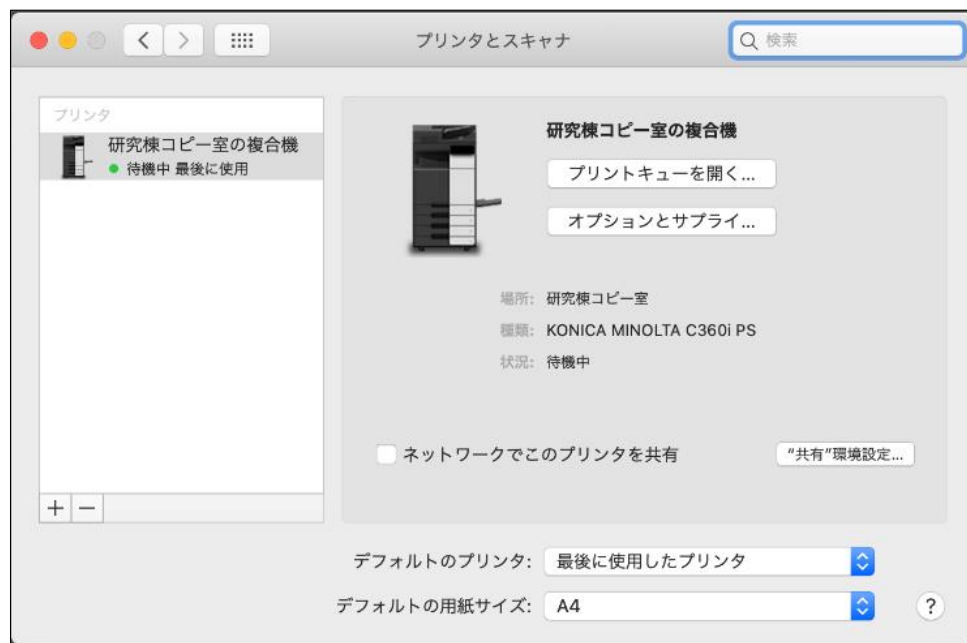 プリンタとスキャナ
検索
プリンタ
研究棟コピー室の複合機
待機中 最後に使用
研究棟コピー室の複合機
プリントキューを開く...
オプションとサプライ...
場所: 研究棟コピー室
種類: KONICA MINOLTA C360i PS
状況: 待機中
ネットワークでこのプリンタを共有
"共有"環境設定...
+ −
デフォルトのプリンタ: 最後に使用したプリンタ
デフォルトの用紙サイズ: A4
?